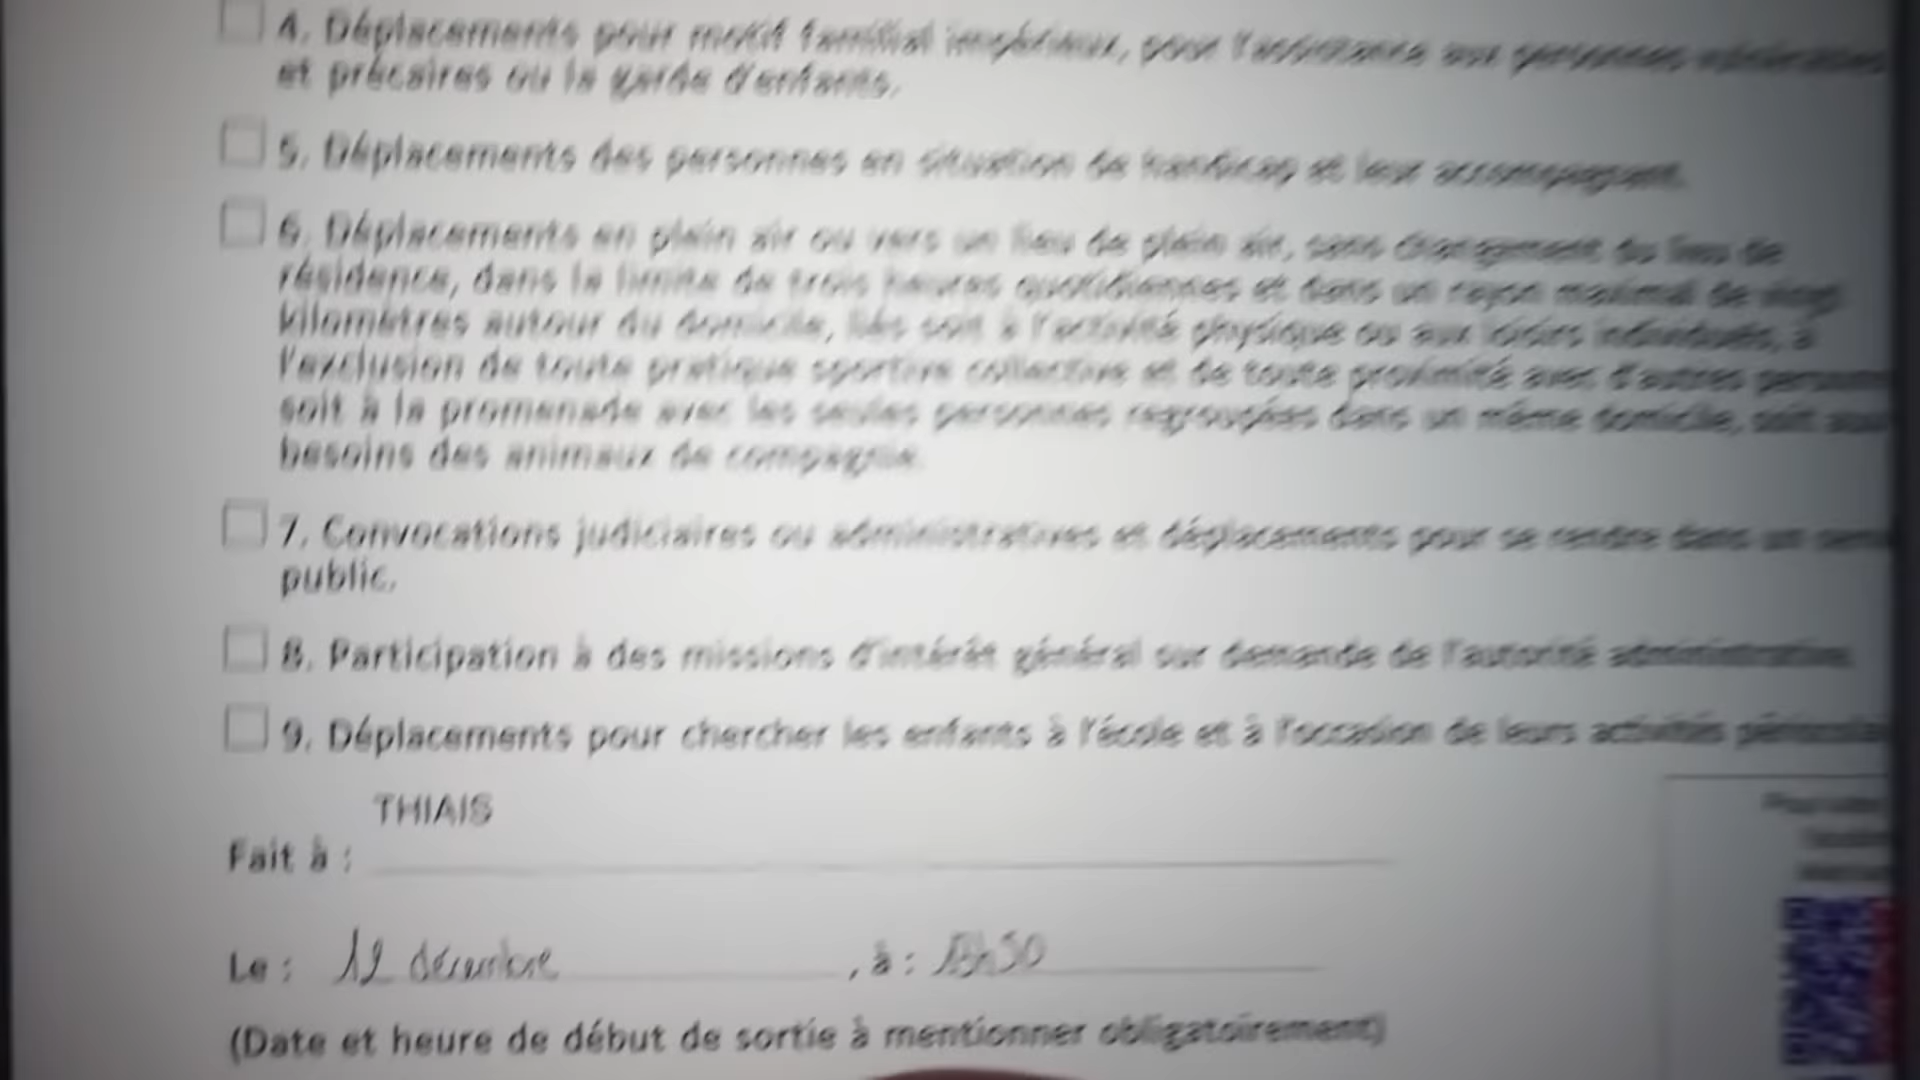 4. Déplacements pour motif familial impérieux, pour l'assistance aux personnes vulnérables
et précaires ou la garde d'enfants.
5. Déplacements des personnes en situation de handicap et leur accompagnant.
6. Déplacements en plein air ou vers un lieu de plein air, sans changement du lieu de
résidence, dans la limite de trois heures quotidiennes et dans un rayon maximal de vingt
kilomètres autour du domicile, liés soit à l'activité physique ou aux loisirs individuels, à
l'exclusion de toute pratique sportive collective et de toute proximité avec d'autres
soit à la promenade avec les seules personnes regroupées dans un même domicile, soit aux
besoins des animaux de compagnie.
7. Convocations judiciaires ou administratives et déplacements pour se rendre dans un
public.
8. Participation à des missions d'intérêt général sur demande de l'autorité administrative.
9. Déplacements pour chercher les enfants à l'école et à l'occasion de leurs activités
THIAIS
Fait à :
Le : 12 décembre , à :
(Date et heure de début de sortie à mentionner obligatoirement)